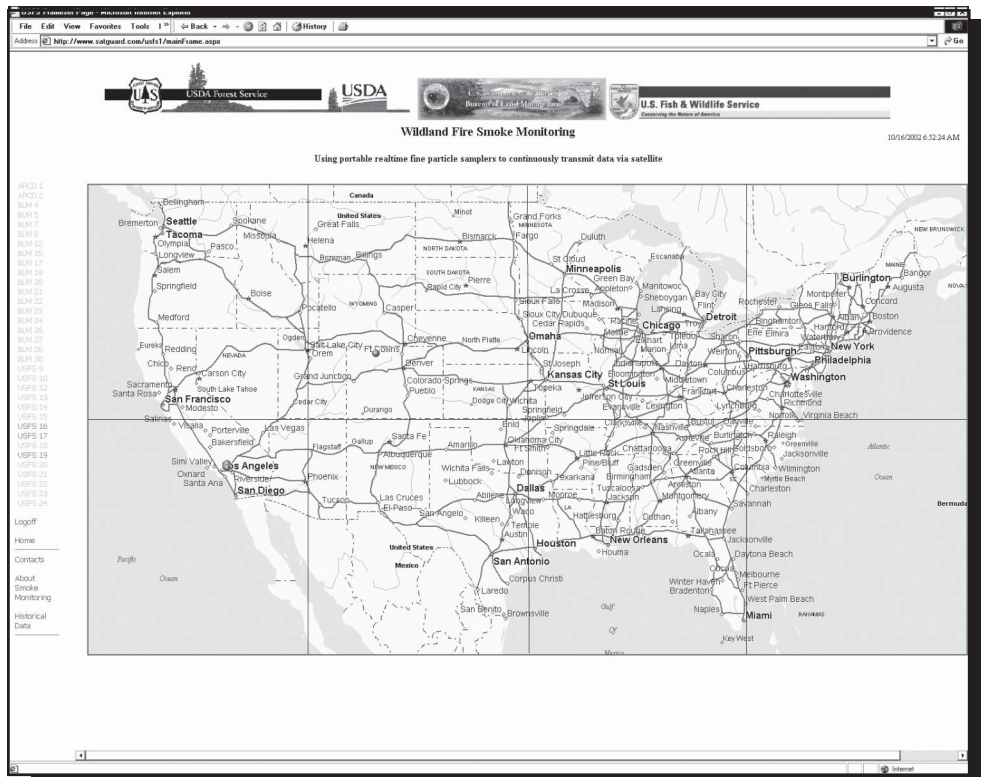 USFS Frameset Page - Microsoft Internet Explorer
File Edit View Favorites Tools Back History
Address http://www.satguard.com/usfs1/mainFrame.aspx Go
USDA Forest Service
USDA
Bureau of Land Management
U.S. Fish & Wildlife Service
Conserving the Nature of America
Wildland Fire Smoke Monitoring
10/16/2002 6:52:24 AM
Using portable realtime fine particle samplers to continuously transmit data via satellite
APCD 1
APCD 2
BLM 4
BLM 5
BLM 7
BLM 8
BLM 12
BLM 15
BLM 17
BLM 19
BLM 20
BLM 21
BLM 22
BLM 23
BLM 24
BLM 26
BLM 27
BLM 28
BLM 30
USFS 9
USFS 10
USFS 12
USFS 13
USFS 14
USFS 15
USFS 16
USFS 17
USFS 18
USFS 19
USFS 20
USFS 21
USFS 22
USFS 23
USFS 24
Logoff
Home
Contacts
About
Smoke
Monitoring
Historical
Data
Canada
Bellingham
Bremerton Seattle Spokane Great Falls United States Minot Grand Forks
MINNESOTA
Tacoma Missoula Helena Bismarck Fargo Duluth NEW BRUNSWICK
Olympia Pasco
Longview Bozeman Billings NORTH DAKOTA St Cloud Escanaba MAINE
Salem SOUTH DAKOTA Pierre Minneapolis Burlington Bangor
Springfield Boise Rapid City La Crosse Green Bay Appleton Manitowoc Montpelier Augusta
Sheboygan Bay City Rochester Glens Falls Concord
Medford Pocatello WYOMING Casper Sioux Falls Madison Lansing Flint Albany Boston
Sioux City Dubuque Racine Detroit Binghamton Hartford Providence
Cedar Rapids Chicago Troy Erie Elmira Waterbury
Eureka Redding Ogden Cheyenne North Platte Omaha Moline Elkhart Toledo Sharon New York
NEVADA Salt Lake City Ft Collins Lincoln Normal Marion Weirton Pittsburgh Philadelphia
Chico Reno Orem Denver St Joseph Indianapolis Dayton Harrisburg
Carson City Grand Junction Kansas City Bloomington Columbus Washington
Sacramento South Lake Tahoe Colorado Springs KANSAS Topeka St Louis Middletown Charleston Charlottesville
Santa Rosa San Francisco Cedar City Pueblo Dodge City Wichita Jefferson City Frankfort Richmond
Modesto Durango Springfield Evansville Lexington Lynchburg Norfolk Virginia Beach
Salinas Visalia Las Vegas Enid Joplin Clarksville Bristol Danville
Porterville Gallup Santa Fe Springdale Nashville Burlington Raleigh
Bakersfield Flagstaff Albuquerque Amarillo Oklahoma City Asheville Goldsboro Greenville Atlantic
Ft Smith Little Rock Chattanooga Rock Hill Jacksonville
Simi Valley Los Angeles NEW MEXICO Wichita Falls Lawton Pine Bluff Gadsden Greenville Wilmington
Oxnard Riverside Phoenix Lubbock Denison Texarkana Birmingham Atlanta Columbia Ocean
Santa Ana San Diego Dallas Tuscaloosa Anniston SC Myrtle Beach
Tucson Las Cruces Abilene Longview Monroe Jackson Montgomery Charleston
El Paso San Angelo Waco LA Savannah Bermuda
Killeen Temple Hattiesburg Dothan Albany
Austin Baton Rouge Tallahassee
United States Houston New Orleans Jacksonville
Mexico San Antonio Houma Ocala Daytona Beach
Pacific Cocoa Melbourne
Ocean Corpus Christi Winter Haven Ft Pierce
Laredo Bradenton West Palm Beach
San Benito Brownsville Gulf Naples Miami BAHAMAS
Of Key West
Mexico
Internet